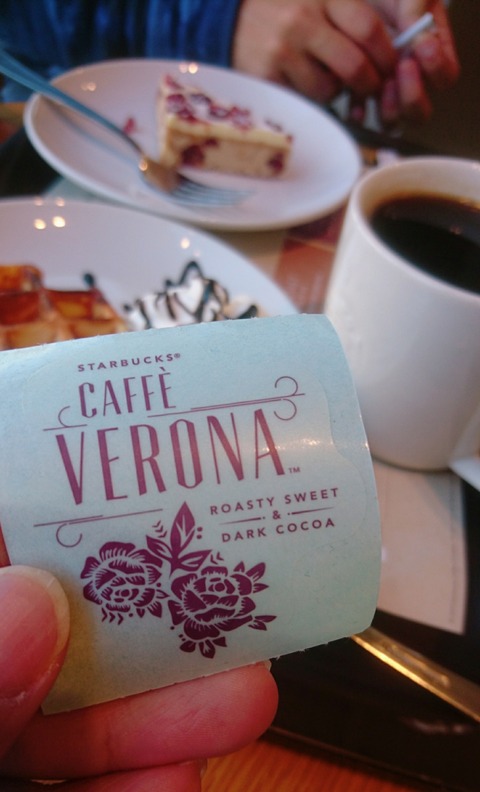 STARBUCKS®
CAFFÈ
VERONA™
ROASTY SWEET
&
DARK COCOA